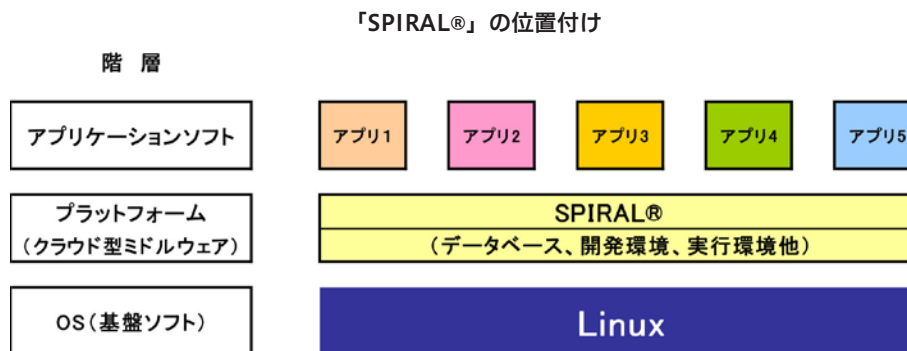 「SPIRAL®」の位置付け
階 層
アプリケーションソフト
アプリ1
アプリ2
アプリ3
アプリ4
アプリ5
プラットフォーム
（クラウド型ミドルウェア）
SPIRAL®
（データベース、開発環境、実行環境他）
OS（基盤ソフト）
Linux